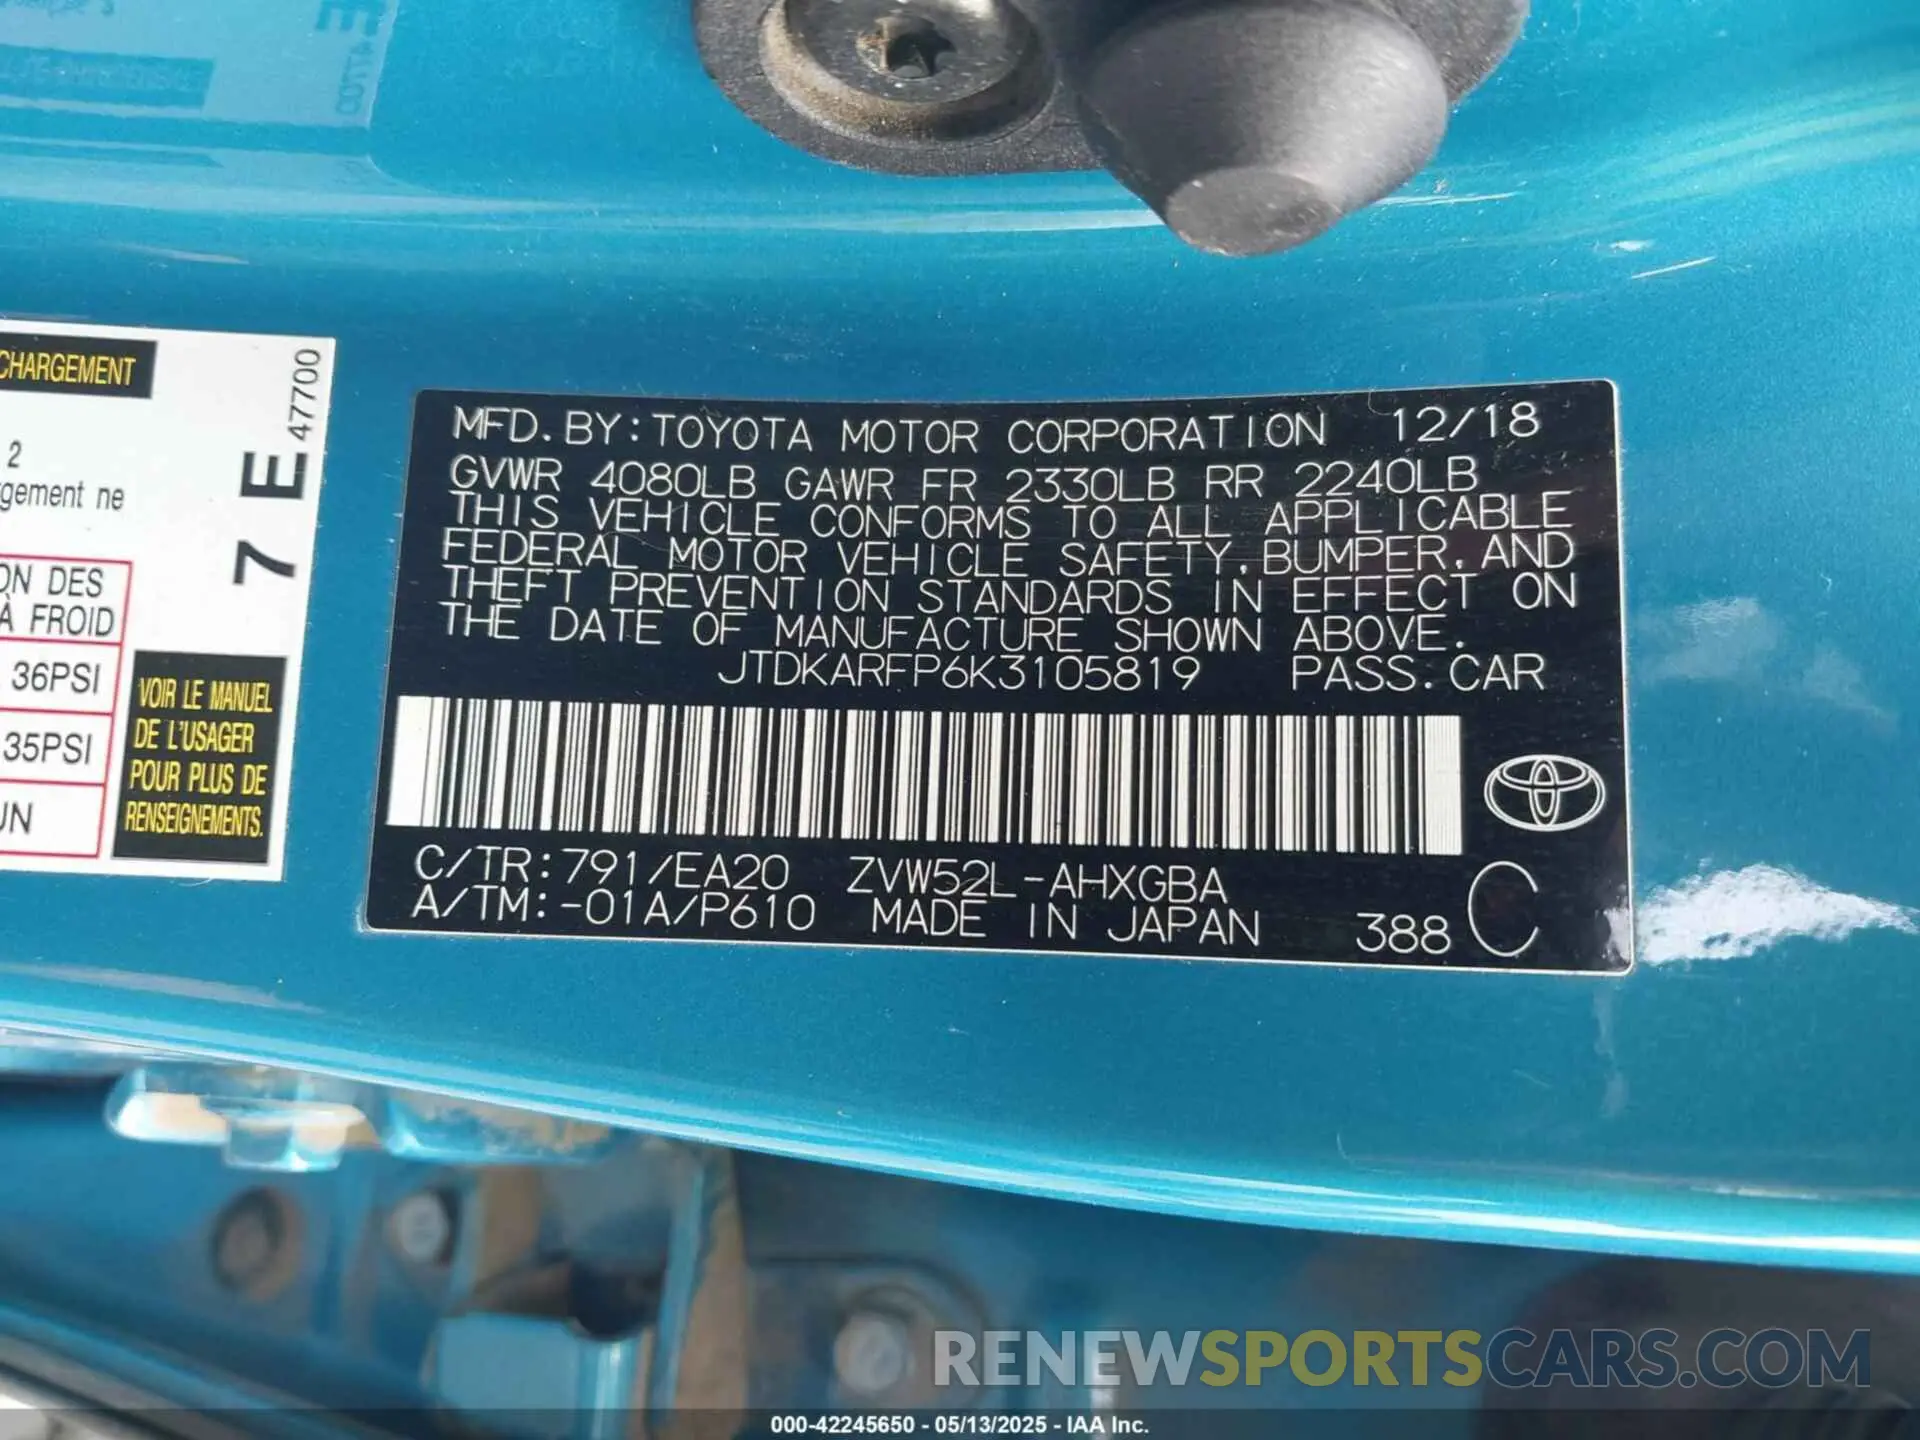 CHARGEMENT
2
gement ne
ON DES
À FROID
36PSI
35PSI
UN
VOIR LE MANUEL
DE L'USAGER
POUR PLUS DE
RENSEIGNEMENTS.
7 E 47700
MFD. BY: TOYOTA MOTOR CORPORATION 12/18
GVWR 4080LB GAWR FR 2330LB RR 2240LB
THIS VEHICLE CONFORMS TO ALL APPLICABLE
FEDERAL MOTOR VEHICLE SAFETY, BUMPER, AND
THEFT PREVENTION STANDARDS IN EFFECT ON
THE DATE OF MANUFACTURE SHOWN ABOVE.
JTDKARFP6K3105819 PASS. CAR
C/TR: 791/EA20 ZVW52L-AHXGBA
A/TM: -01A/P610 MADE IN JAPAN 388 C
RENEWSPORTSCARS.COM
000-42245650 - 05/13/2025 - IAA Inc.